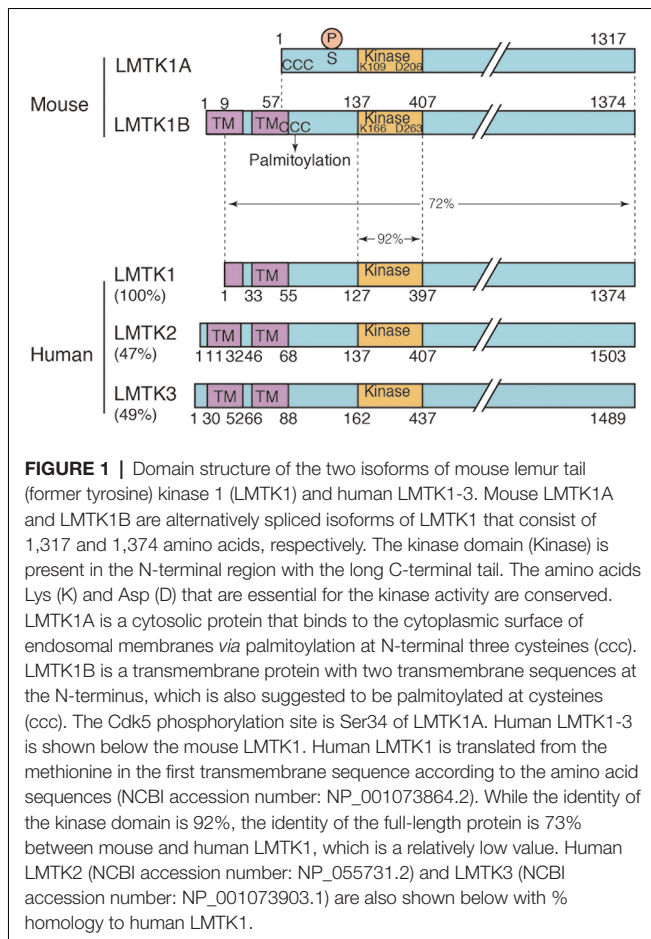 1
P
1317
LMTK1A
CCC
S
Kinase
K109 D206
Mouse
1 9 57 137 407 1374
LMTK1B
TM
TM
CCC
Kinase
K166 D263
Palmitoylation
72%
92%
LMTK1
(100%)
TM
Kinase
1 33 55 127 397 1374
Human
LMTK2
(47%)
TM
TM
Kinase
1 11 32 46 68 137 407 1503
LMTK3
(49%)
TM
TM
Kinase
1 30 52 66 88 162 437 1489
FIGURE 1 | Domain structure of the two isoforms of mouse lemur tail
(former tyrosine) kinase 1 (LMTK1) and human LMTK1-3. Mouse LMTK1A
and LMTK1B are alternatively spliced isoforms of LMTK1 that consist of
1,317 and 1,374 amino acids, respectively. The kinase domain (Kinase) is
present in the N-terminal region with the long C-terminal tail. The amino acids
Lys (K) and Asp (D) that are essential for the kinase activity are conserved.
LMTK1A is a cytosolic protein that binds to the cytoplasmic surface of
endosomal membranes via palmitoylation at N-terminal three cysteines (ccc).
LMTK1B is a transmembrane protein with two transmembrane sequences at
the N-terminus, which is also suggested to be palmitoylated at cysteines
(ccc). The Cdk5 phosphorylation site is Ser34 of LMTK1A. Human LMTK1-3
is shown below the mouse LMTK1. Human LMTK1 is translated from the
methionine in the first transmembrane sequence according to the amino acid
sequences (NCBI accession number: NP_001073864.2). While the identity of
the kinase domain is 92%, the identity of the full-length protein is 73%
between mouse and human LMTK1, which is a relatively low value. Human
LMTK2 (NCBI accession number: NP_055731.2) and LMTK3 (NCBI
accession number: NP_001073903.1) are also shown below with %
homology to human LMTK1.